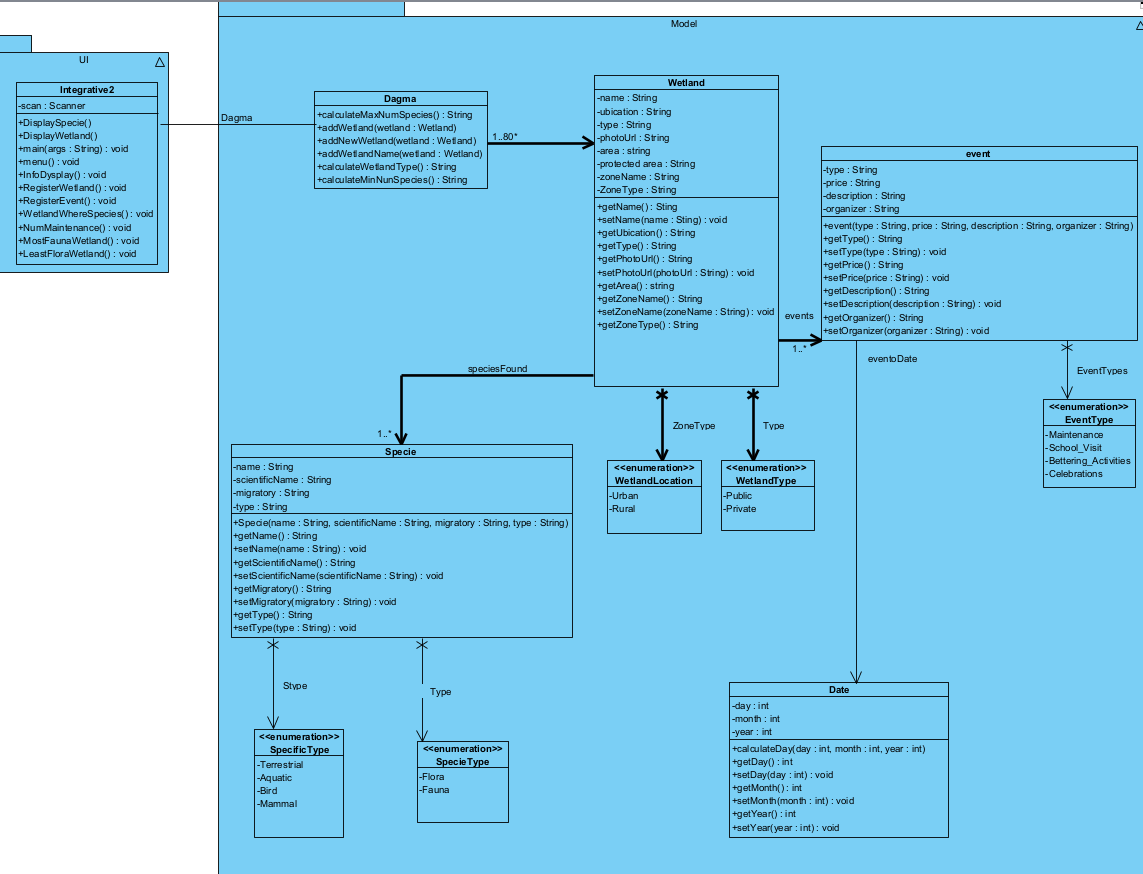 Model
UI
Integrative2
-scan : Scanner
+DisplaySpecie()
+DisplayWetland()
+main(args : String) : void
+menu() : void
+InfoDysplay() : void
+RegisterWetland() : void
+RegisterEvent() : void
+WetlandWhereSpecies() : void
+NumMaintenance() : void
+MostFaunaWetland() : void
+LeastFloraWetland() : void
Dagma
Dagma
+calculateMaxNumSpecies() : String
+addWetland(wetland : Wetland)
+addNewWetland(wetland : Wetland)
+addWetlandName(wetland : Wetland)
+calculateWetlandType() : String
+calculateMinNunSpecies() : String
1..80*
Wetland
-name : String
-ubication : String
-type : String
-photoUrl : String
-area : string
-protected area : String
-zoneName : String
-ZoneType : String
+getName() : Sting
+setName(name : Sting) : void
+getUbication() : String
+getType() : String
+getPhotoUrl() : String
+setPhotoUrl(photoUrl : String) : void
+getArea() : string
+getZoneName() : String
+setZoneName(zoneName : String) : void
+getZoneType() : String
events
1..*
event
-type : String
-price : String
-description : String
-organizer : String
+event(type : String, price : String, description : String, organizer : String)
+getType() : String
+setType(type : String) : void
+getPrice() : String
+setPrice(price : String) : void
+getDescription() : String
+setDescription(description : String) : void
+getOrganizer() : String
+setOrganizer(organizer : String) : void
eventoDate
EventTypes
<<enumeration>>
EventType
-Maintenance
-School_Visit
-Bettering_Activities
-Celebrations
speciesFound
1..*
ZoneType
Type
<<enumeration>>
WetlandLocation
-Urban
-Rural
<<enumeration>>
WetlandType
-Public
-Private
Specie
-name : String
-scientificName : String
-migratory : String
-type : String
+Specie(name : String, scientificName : String, migratory : String, type : String)
+getName() : String
+setName(name : String) : void
+getScientificName() : String
+setScientificName(scientificName : String) : void
+getMigratory() : String
+setMigratory(migratory : String) : void
+getType() : String
+setType(type : String) : void
Stype
Type
<<enumeration>>
SpecificType
-Terrestrial
-Aquatic
-Bird
-Mammal
<<enumeration>>
SpecieType
-Flora
-Fauna
Date
-day : int
-month : int
-year : int
+calculateDay(day : int, month : int, year : int)
+getDay() : int
+setDay(day : int) : void
+getMonth() : int
+setMonth(month : int) : void
+getYear() : int
+setYear(year : int) : void